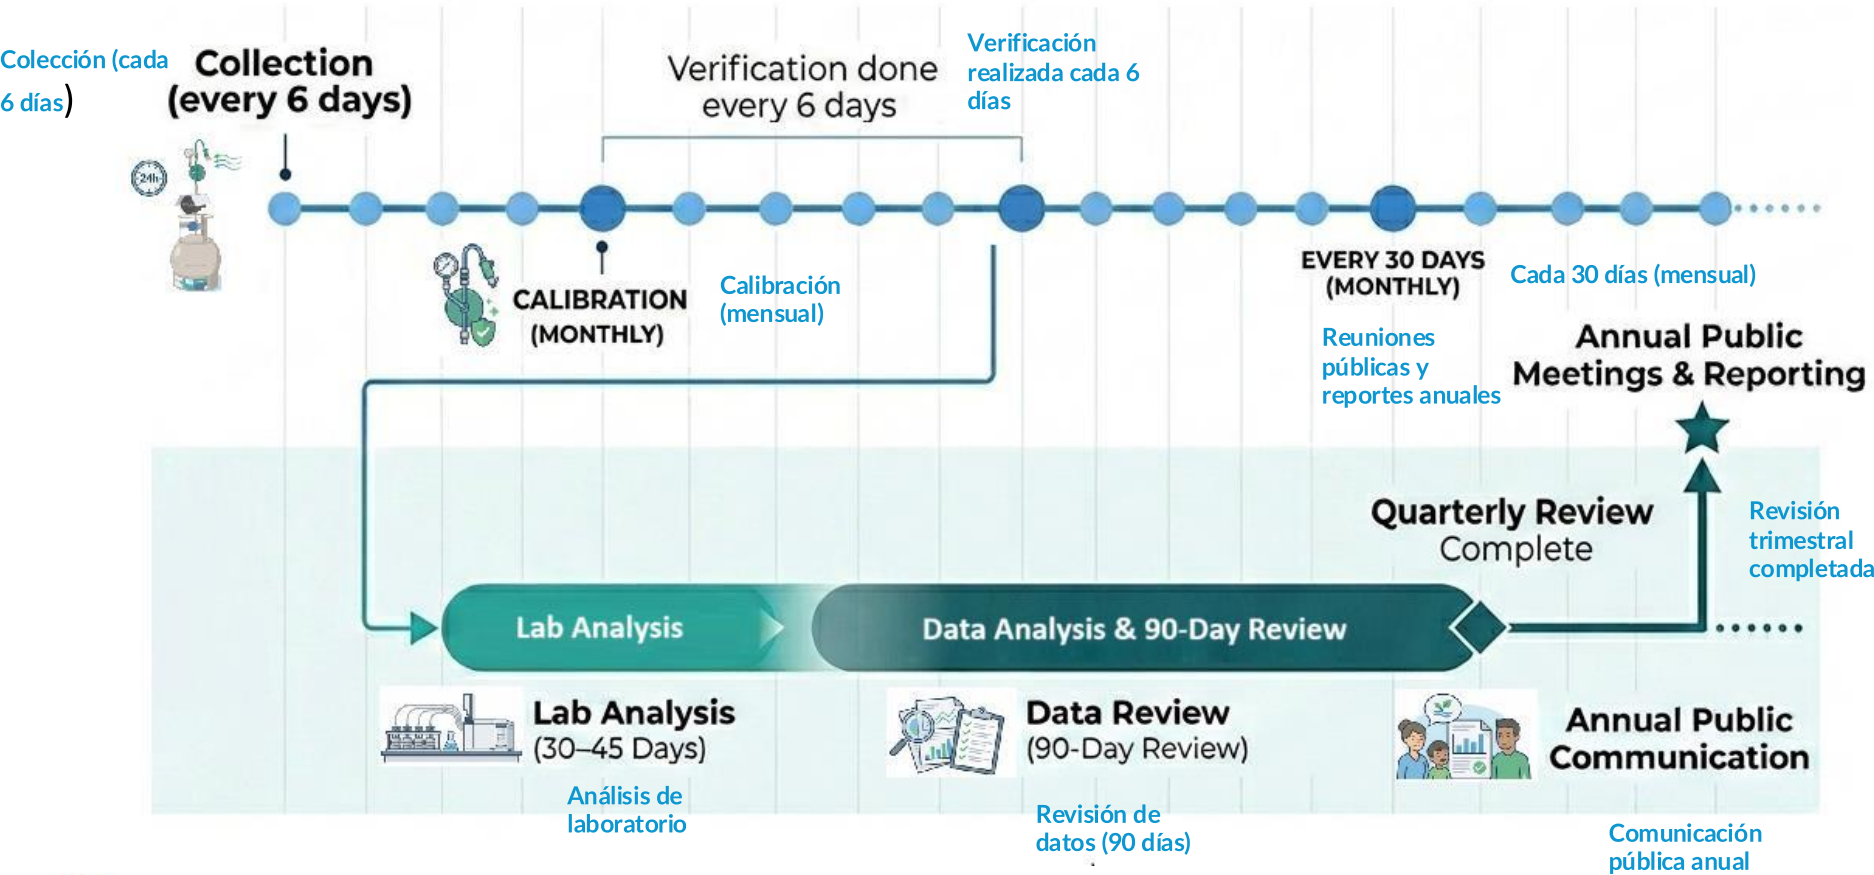 Colección (cada
6 días)
Collection
(every 6 days)
Verification done
every 6 days
Verificación
realizada cada 6
días
24h
CALIBRATION
(MONTHLY)
Calibración
(mensual)
EVERY 30 DAYS
(MONTHLY)
Cada 30 días (mensual)
Reuniones
públicas y
reportes anuales
Annual Public
Meetings & Reporting
Quarterly Review
Complete
Revisión
trimestral
completada
Lab Analysis
Data Analysis & 90-Day Review
Lab Analysis
(30–45 Days)
Análisis de
laboratorio
Data Review
(90-Day Review)
Revisión de
datos (90 días)
Annual Public
Communication
Comunicación
pública anual